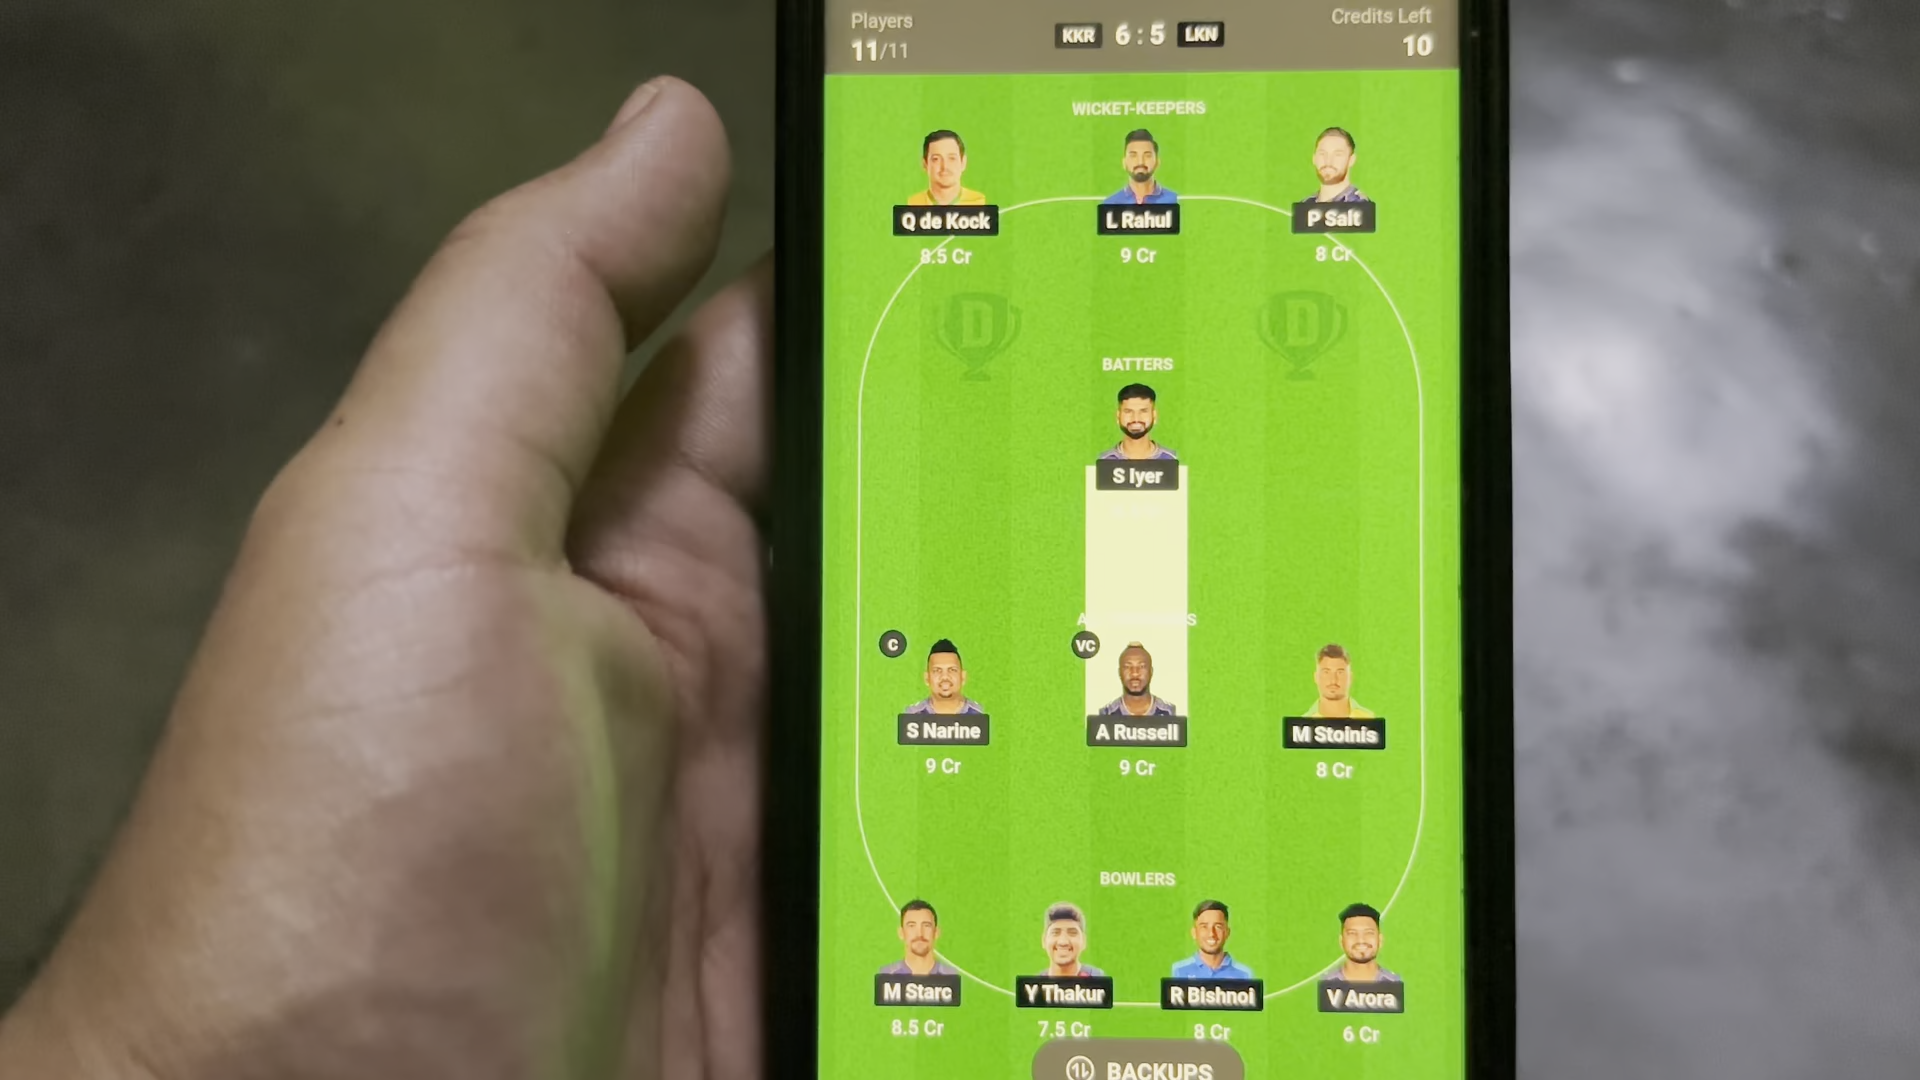 Players
11/11
KKR 6 : 5 LKN
Credits Left
10
WICKET-KEEPERS
Q de Kock
L Rahul
P Salt
8.5 Cr
9 Cr
8 Cr
D
D
BATTERS
S Iyer
C
VC
S Narine
A Russell
M Stoinis
9 Cr
9 Cr
8 Cr
BOWLERS
M Starc
Y Thakur
R Bishnoi
V Arora
8.5 Cr
7.5 Cr
8 Cr
6 Cr
BACKUPS